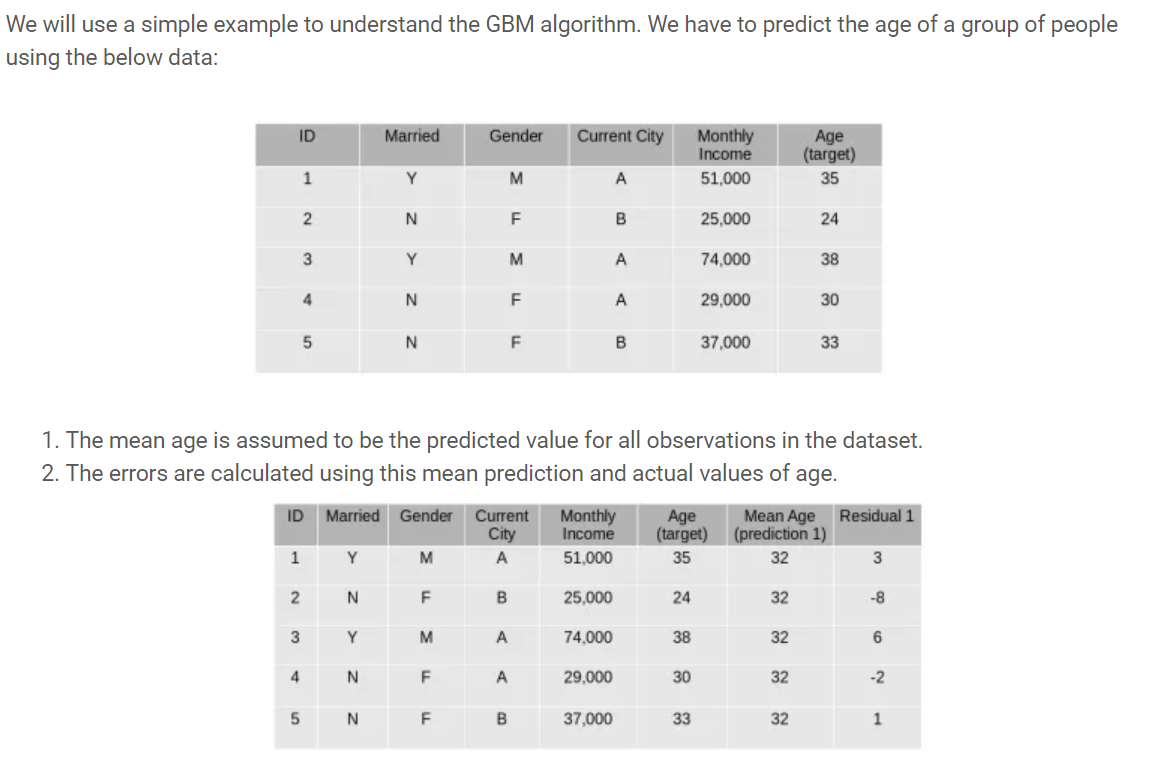 We will use a simple example to understand the GBM algorithm. We have to predict the age of a group of people
using the below data:
ID Married Gender Current City Monthly Income Age (target)
1 Y M A 51,000 35
2 N F B 25,000 24
3 Y M A 74,000 38
4 N F A 29,000 30
5 N F B 37,000 33
1. The mean age is assumed to be the predicted value for all observations in the dataset.
2. The errors are calculated using this mean prediction and actual values of age.
ID Married Gender Current City Monthly Income Age (target) Mean Age (prediction 1) Residual 1
1 Y M A 51,000 35 32 3
2 N F B 25,000 24 32 -8
3 Y M A 74,000 38 32 6
4 N F A 29,000 30 32 -2
5 N F B 37,000 33 32 1